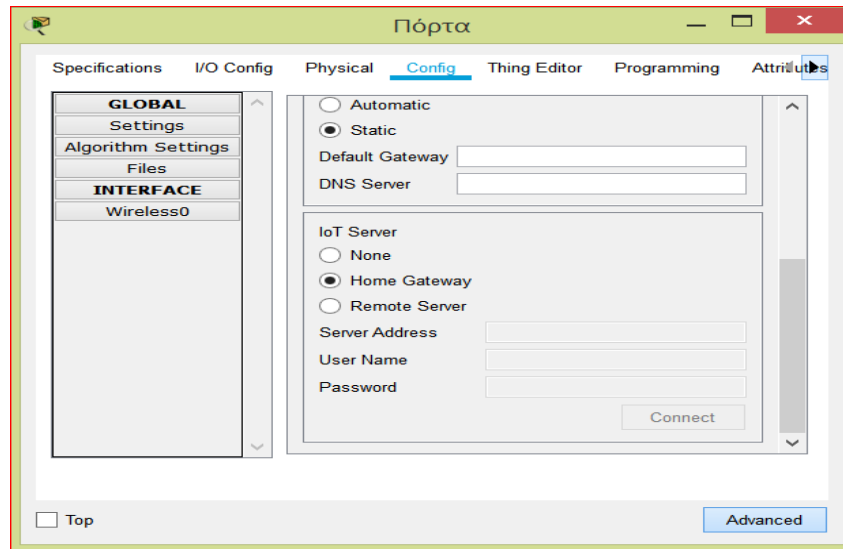 Πόρτα
Specifications I/O Config Physical Config Thing Editor Programming Attributes
GLOBAL
Settings
Algorithm Settings
Files
INTERFACE
Wireless0
Automatic
Static
Default Gateway
DNS Server
IoT Server
None
Home Gateway
Remote Server
Server Address
User Name
Password
Connect
Top
Advanced